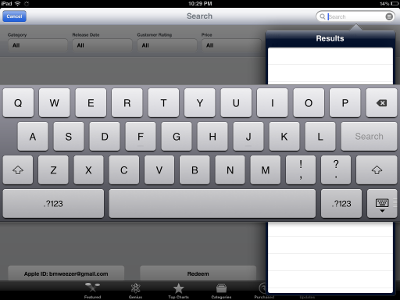 iPad 10:29 PM 14%
Cancel Search Search
Category Release Date Customer Rating Price
All All All All
Results
Q W E R T Y U I O P
A S D F G H J K L Search
Z X C V B N M ! , ? .
.?123 .?123
Apple ID: bmweezer@gmail.com Redeem
Featured Genius Top Charts Categories Purchased Updates